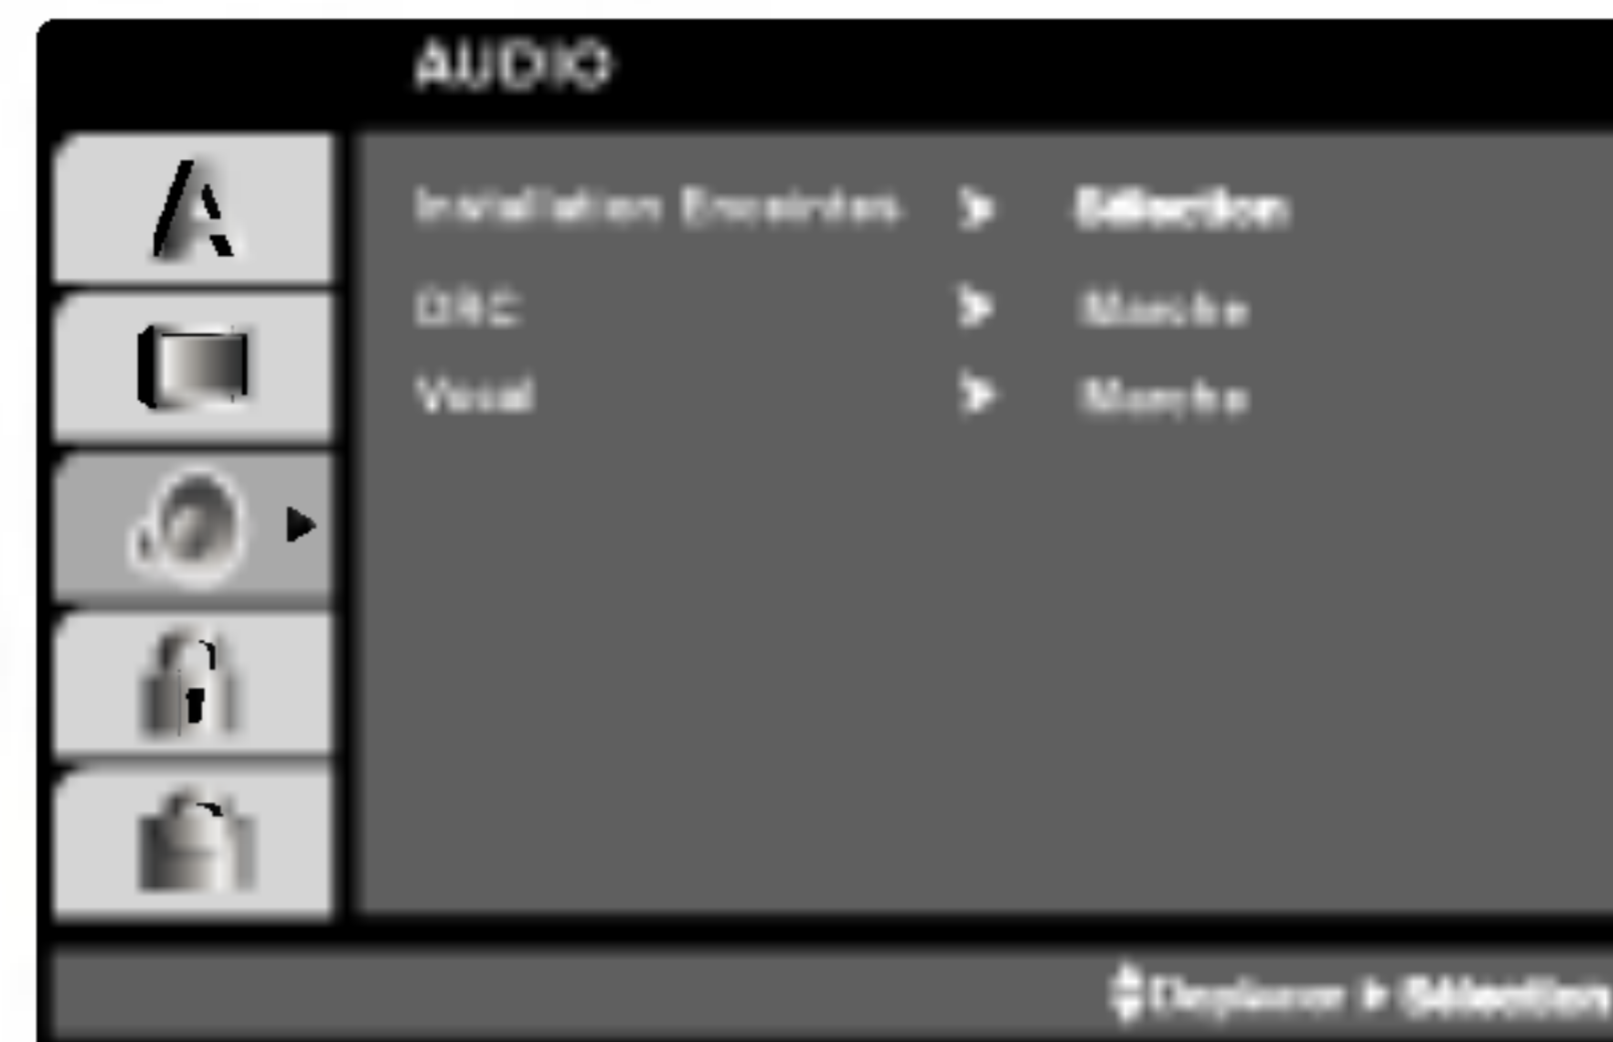 AUDIO
Installation Enceintes Sélection
DRC Marche
Vocal Marche
Déplacer Sélection